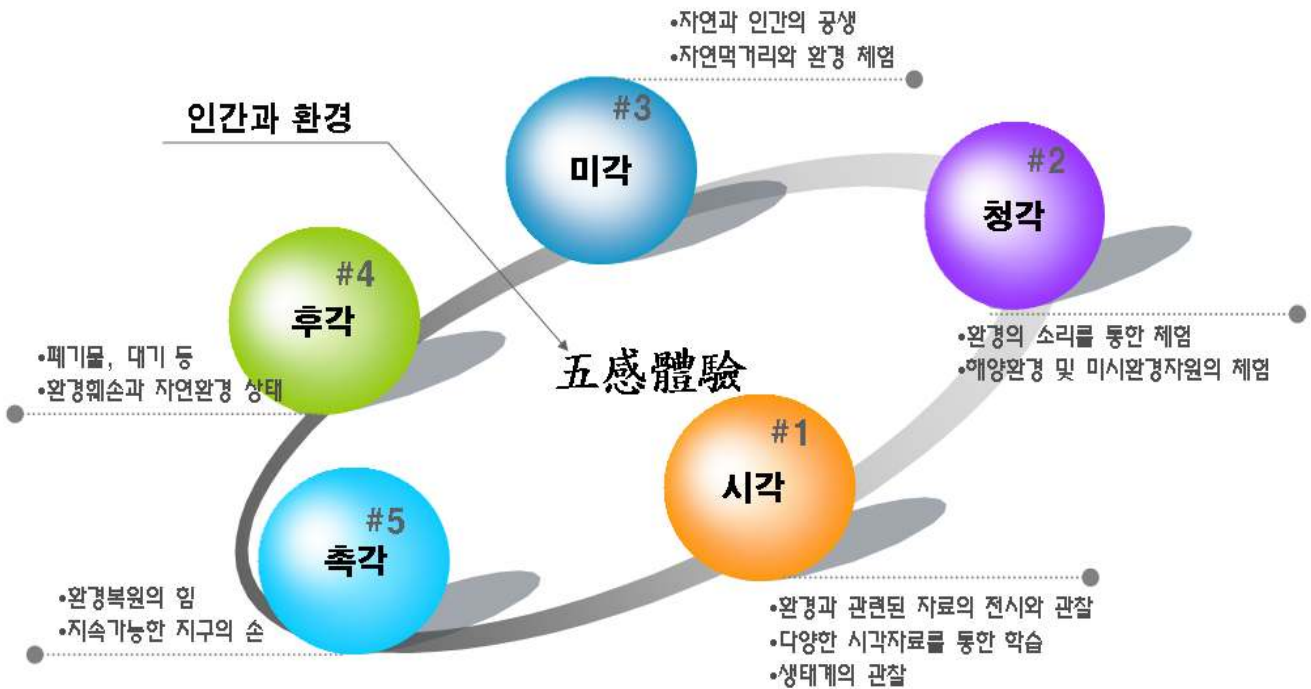 •자연과 인간의 공생
•자연먹거리와 환경 체험
인간과 환경
#3
미각
#2
청각
#4
후각
•환경의 소리를 통한 체험
•해양환경 및 미시환경자원의 체험
•폐기물, 대기 등
•환경훼손과 자연환경 상태
五感體驗
#1
시각
#5
촉각
•환경복원의 힘
•지속가능한 지구의 손
•환경과 관련된 자료의 전시와 관찰
•다양한 시각자료를 통한 학습
•생태계의 관찰